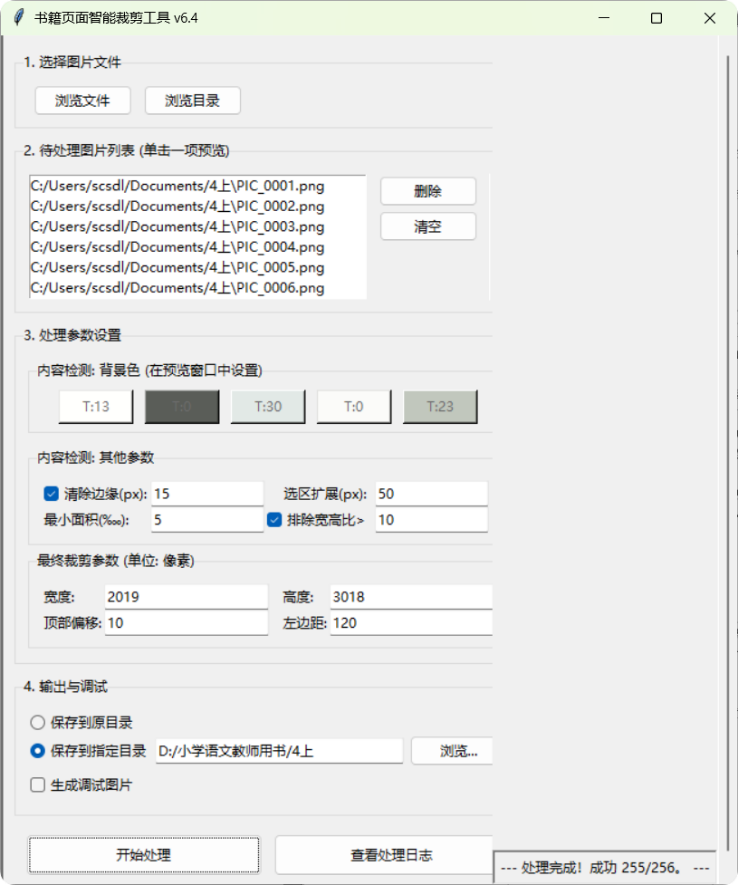 书籍页面智能裁剪工具 v6.4
1. 选择图片文件
浏览文件 浏览目录
2. 待处理图片列表 (单击一项预览)
C:/Users/scsdl/Documents/4上\PIC_0001.png
C:/Users/scsdl/Documents/4上\PIC_0002.png
C:/Users/scsdl/Documents/4上\PIC_0003.png
C:/Users/scsdl/Documents/4上\PIC_0004.png
C:/Users/scsdl/Documents/4上\PIC_0005.png
C:/Users/scsdl/Documents/4上\PIC_0006.png
删除
清空
3. 处理参数设置
内容检测: 背景色 (在预览窗口中设置)
T:13 T:0 T:30 T:0 T:23
内容检测: 其他参数
清除边缘(px): 15 选区扩展(px): 50
最小面积(‱): 5 排除宽高比> 10
最终裁剪参数 (单位: 像素)
宽度: 2019 高度: 3018
顶部偏移: 10 左边距: 120
4. 输出与调试
保存到原目录
保存到指定目录 D:/小学语文教师用书/4上 浏览...
生成调试图片
开始处理 查看处理日志
--- 处理完成！成功 255/256。 ---